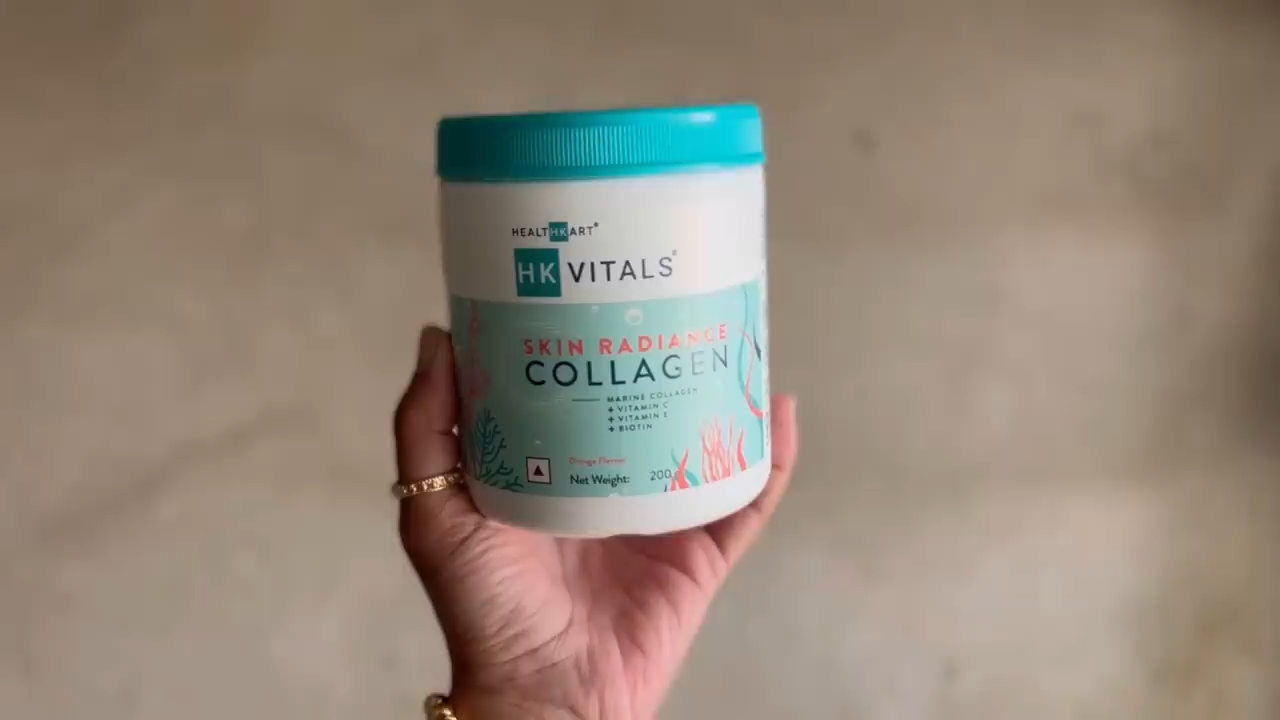 HEALTHKART®
HK VITALS®
SKIN RADIANCE
COLLAGEN
MARINE COLLAGEN
+ VITAMIN C
+ VITAMIN E
+ BIOTIN
Orange Flavour
Net Weight: 200